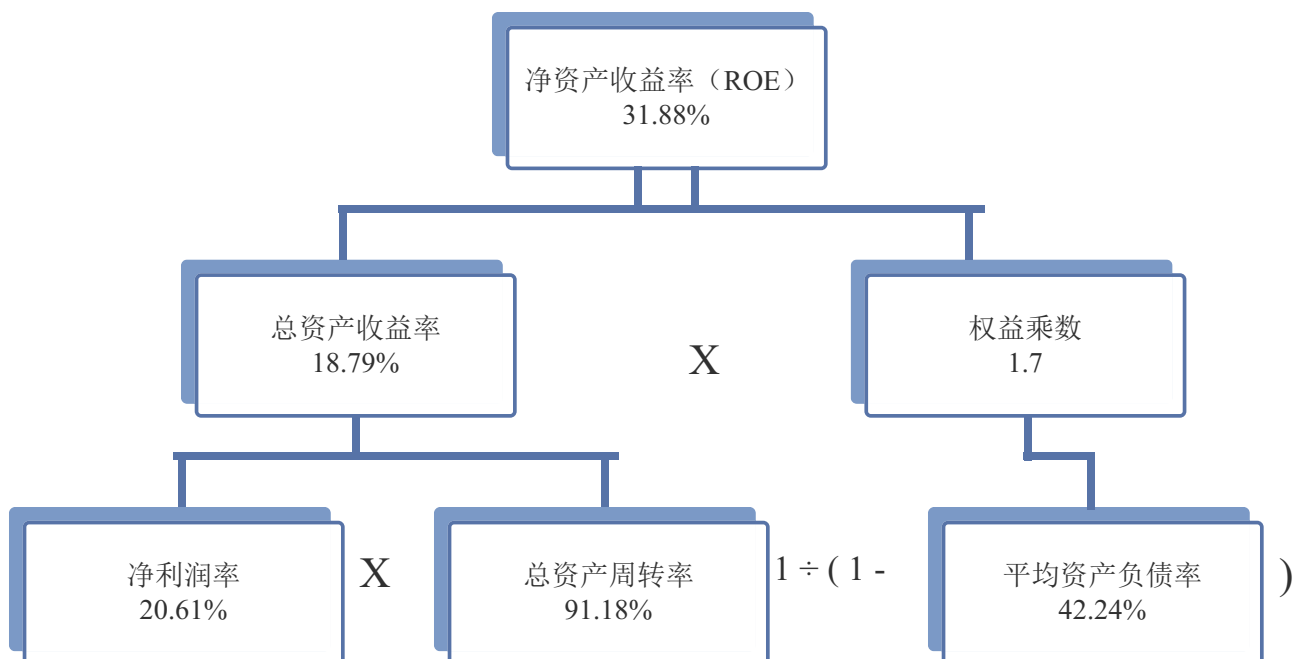 净资产收益率（ROE）
31.88%
总资产收益率
18.79%
X
权益乘数
1.7
净利润率
20.61%
X
总资产周转率
91.18%
1 ÷ ( 1 -
平均资产负债率
42.24%
)